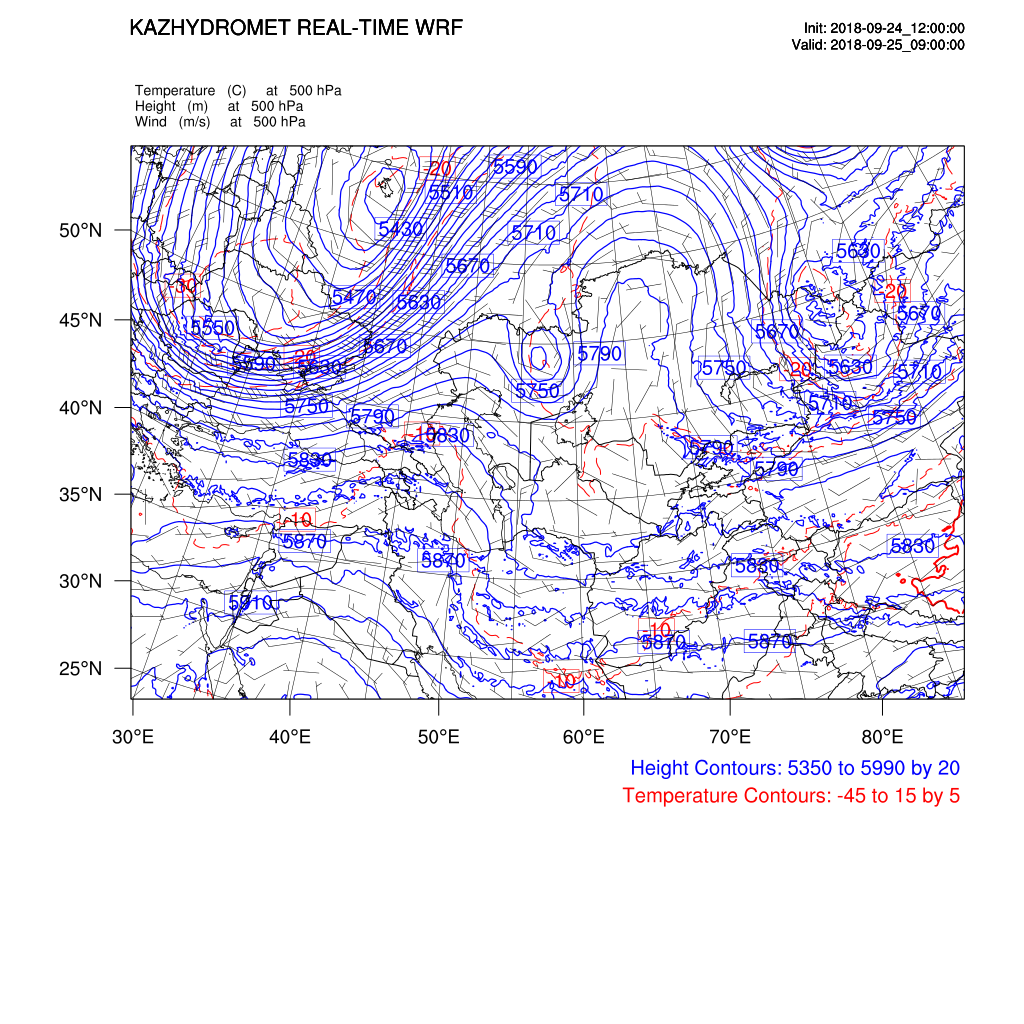 KAZHYDROMET REAL-TIME WRF
Init: 2018-09-24_12:00:00
Valid: 2018-09-25_09:00:00
Temperature (C) at 500 hPa
Height (m) at 500 hPa
Wind (m/s) at 500 hPa
-20 5590
5510 5710
50°N 5430 5710
5630
5670
-30 5470 5630 -20
45°N 5550 5670 5670
5670 5790
5890 -20 5630 5750 -20 5630 5710
5750
40°N 5750 5790 5710 5750
-10 5830 5790
5830 5790
35°N
-10
5870 5870 5830 5830
30°N
5910
-10
5870 5870
25°N -10
30°E 40°E 50°E 60°E 70°E 80°E
Height Contours: 5350 to 5990 by 20
Temperature Contours: -45 to 15 by 5